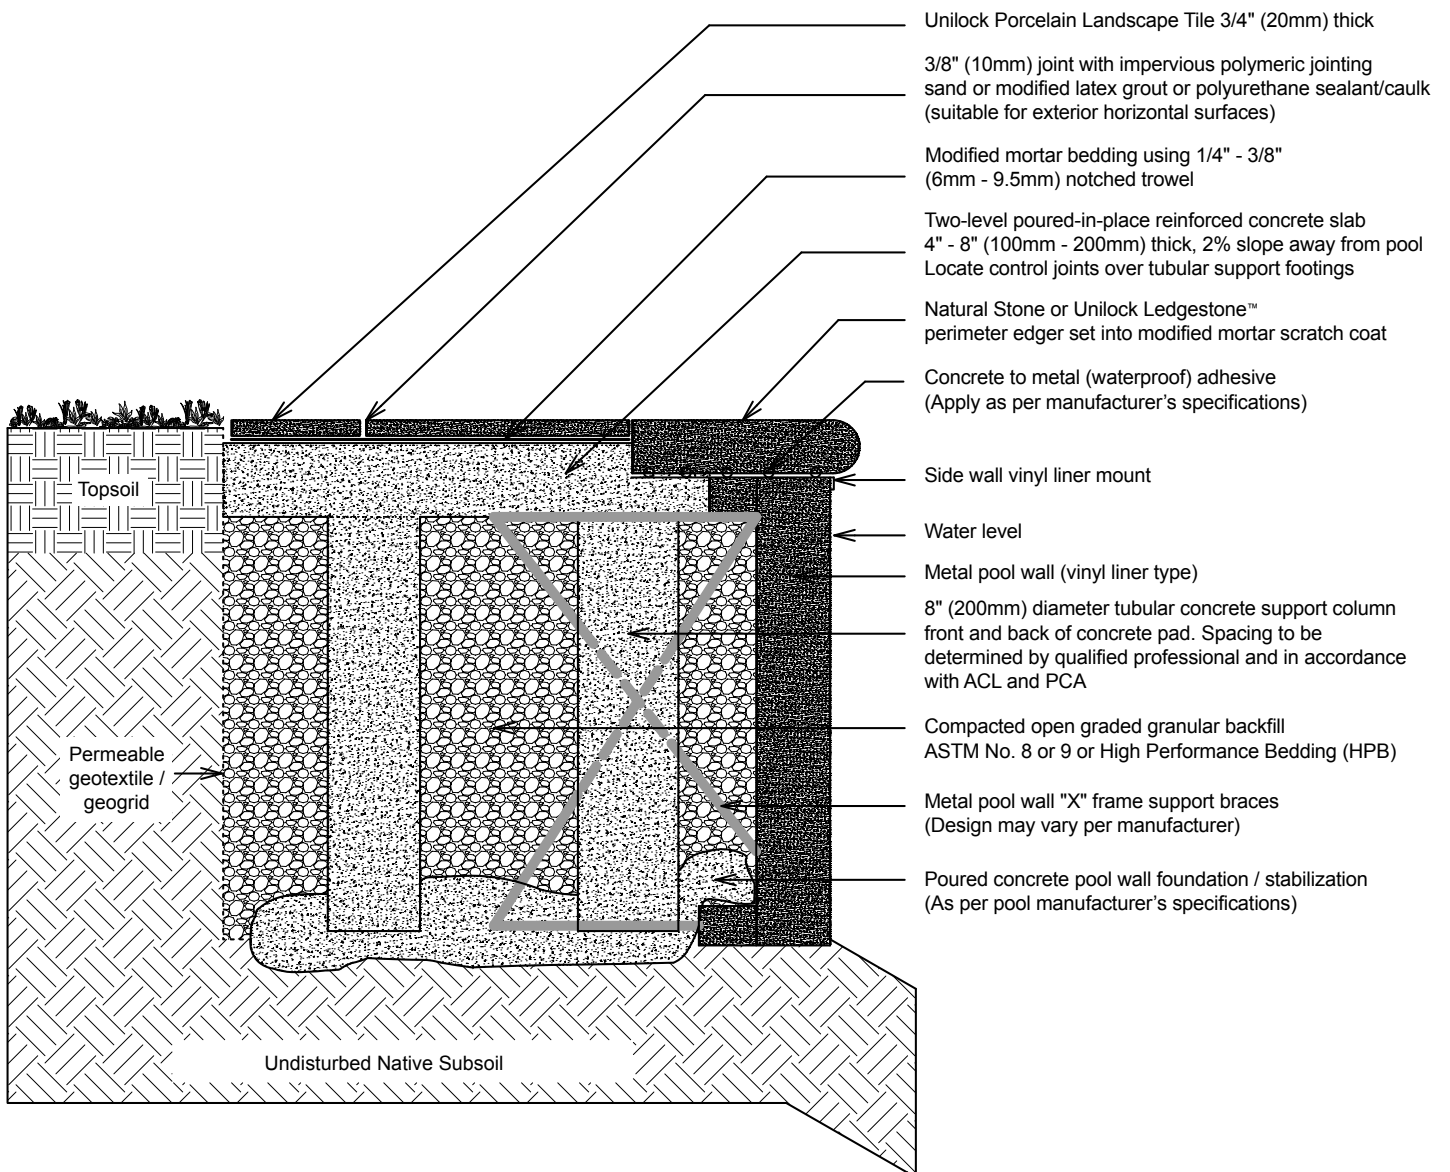 Unilock Porcelain Landscape Tile 3/4" (20mm) thick
3/8" (10mm) joint with impervious polymeric jointing
sand or modified latex grout or polyurethane sealant/caulk
(suitable for exterior horizontal surfaces)
Modified mortar bedding using 1/4" - 3/8"
(6mm - 9.5mm) notched trowel
Two-level poured-in-place reinforced concrete slab
4" - 8" (100mm - 200mm) thick, 2% slope away from pool
Locate control joints over tubular support footings
Natural Stone or Unilock Ledgestone™
perimeter edger set into modified mortar scratch coat
Concrete to metal (waterproof) adhesive
(Apply as per manufacturer’s specifications)
Side wall vinyl liner mount
Water level
Metal pool wall (vinyl liner type)
8" (200mm) diameter tubular concrete support column
front and back of concrete pad. Spacing to be
determined by qualified professional and in accordance
with ACL and PCA
Compacted open graded granular backfill
ASTM No. 8 or 9 or High Performance Bedding (HPB)
Metal pool wall "X" frame support braces
(Design may vary per manufacturer)
Poured concrete pool wall foundation / stabilization
(As per pool manufacturer’s specifications)
Topsoil
Permeable
geotextile /
geogrid
Undisturbed Native Subsoil